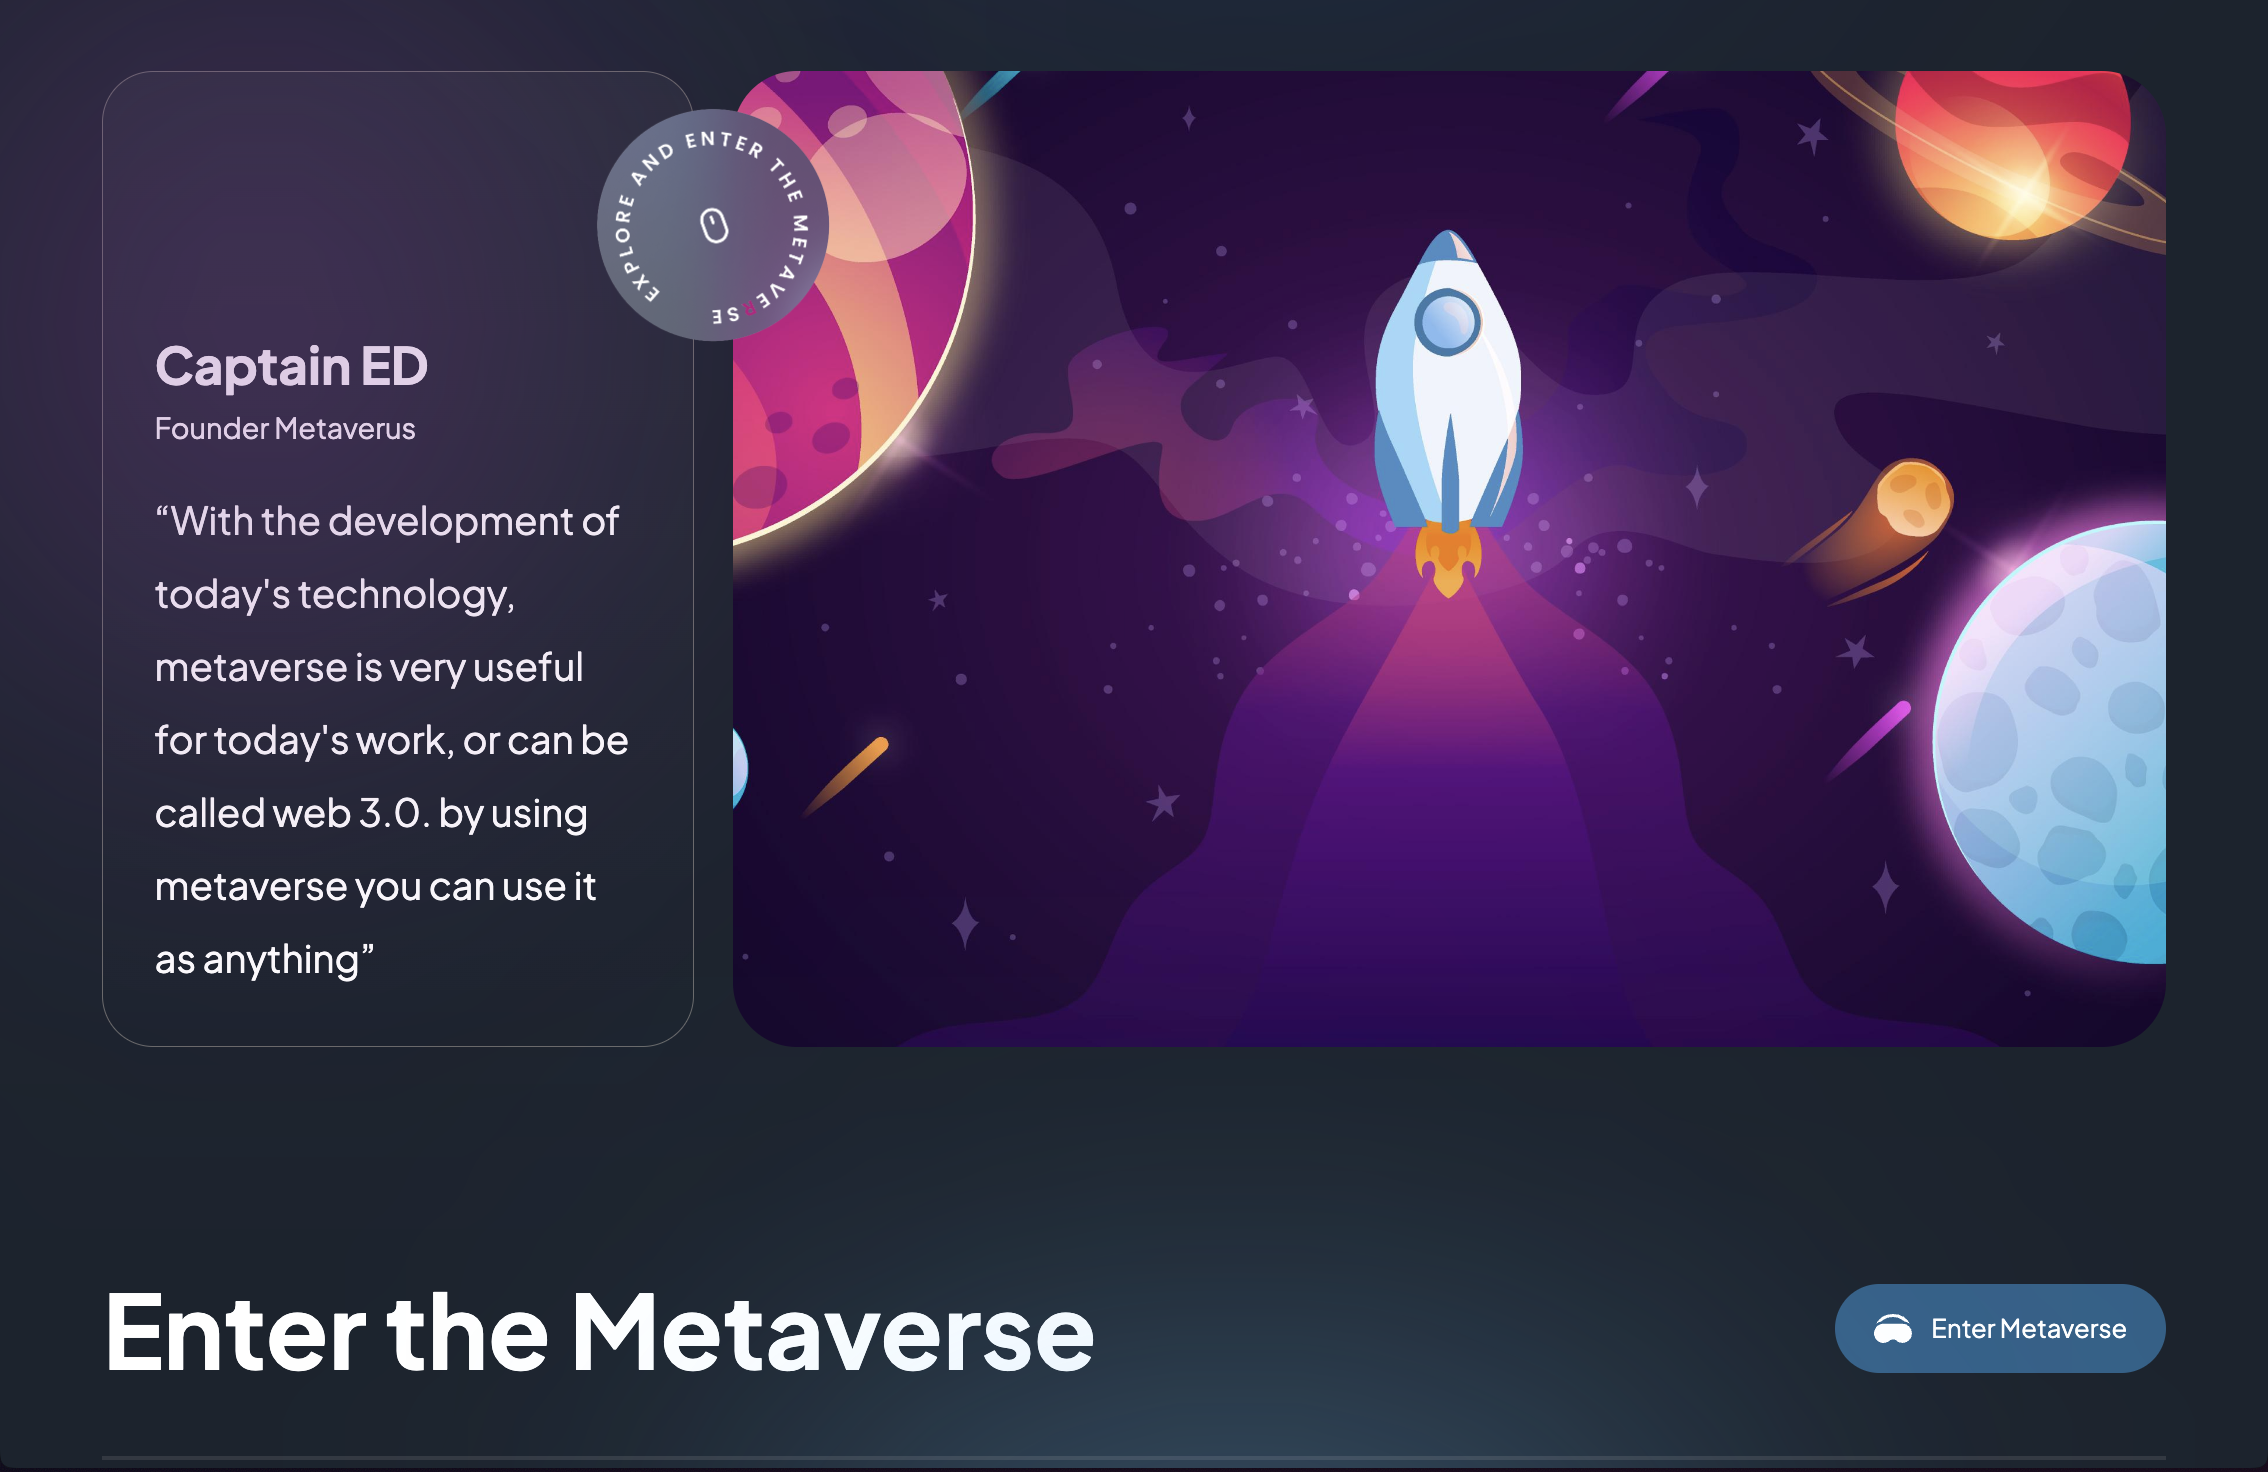 EXPLORE AND ENTER THE METAVERSE
Captain ED
Founder Metaverus
“With the development of
today's technology,
metaverse is very useful
for today's work, or can be
called web 3.0. by using
metaverse you can use it
as anything”
Enter the Metaverse
Enter Metaverse